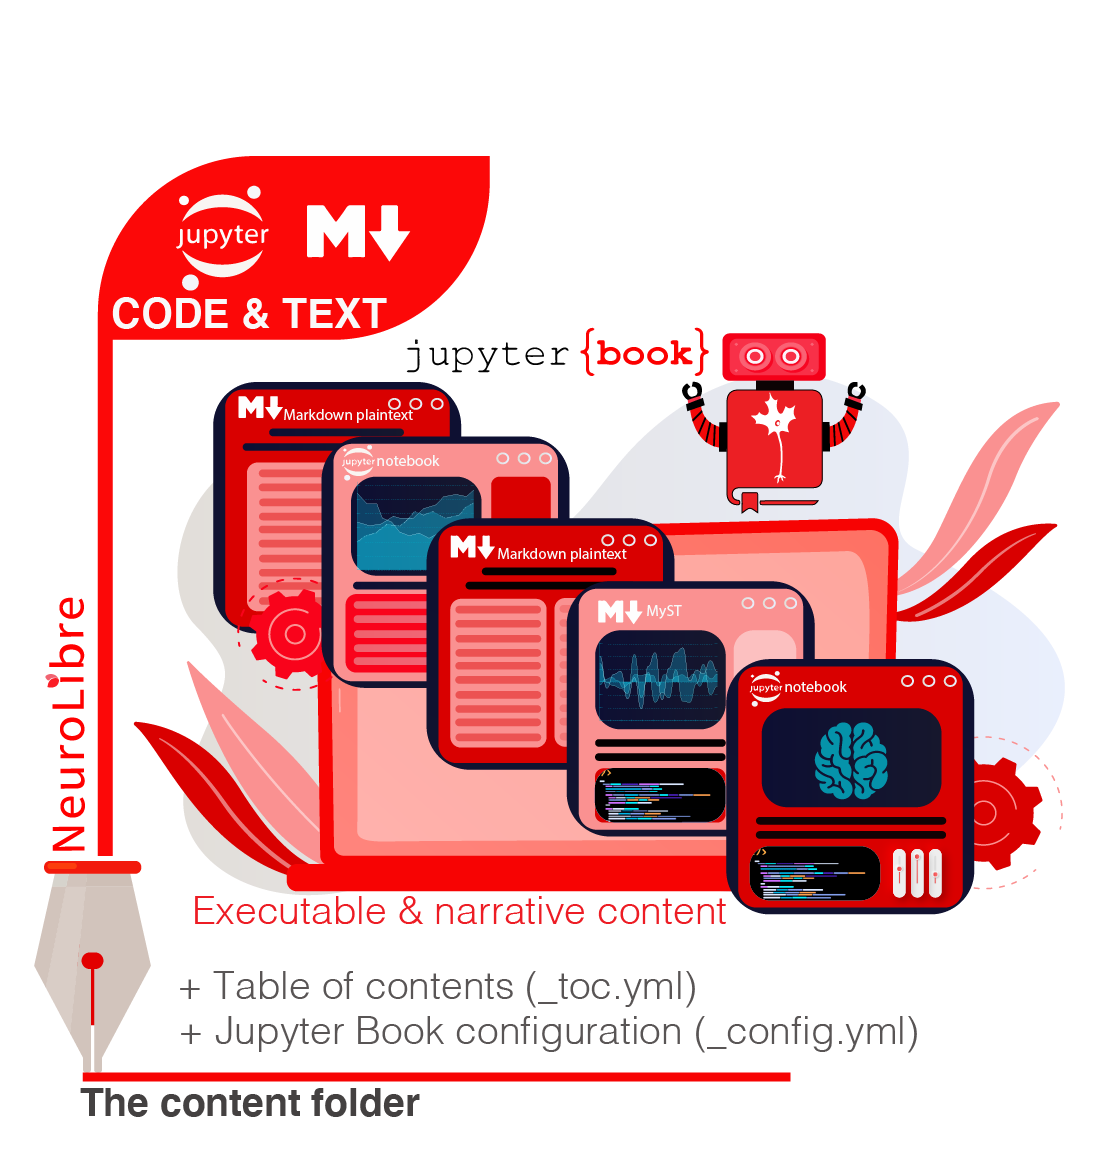 jupyter
M
CODE & TEXT
jupyter {book}
M Markdown plaintext
jupyter notebook
M Markdown plaintext
M MyST
jupyter notebook
</>
</>
NeuroLibre
Executable & narrative content
+ Table of contents (_toc.yml)
+ Jupyter Book configuration (_config.yml)
The content folder